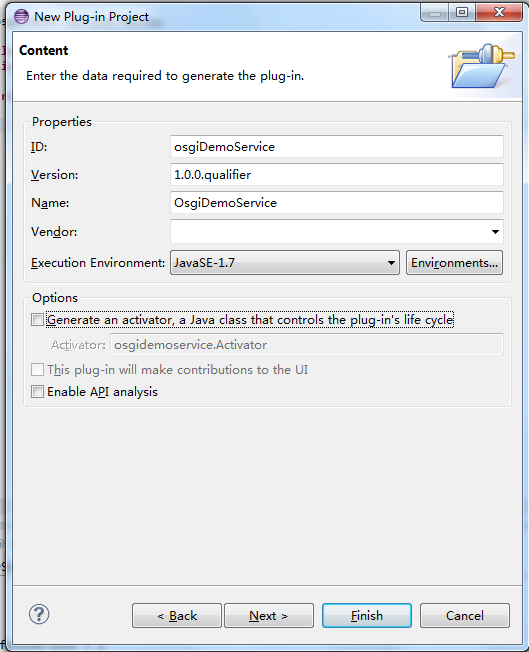 New Plug-in Project
Content
Enter the data required to generate the plug-in.
Properties
ID: osgiDemoService
Version: 1.0.0.qualifier
Name: OsgiDemoService
Vendor:
Execution Environment: JavaSE-1.7 Environments...
Options
Generate an activator, a Java class that controls the plug-in's life cycle
Activator: osgidemoservice.Activator
This plug-in will make contributions to the UI
Enable API analysis
? < Back Next > Finish Cancel